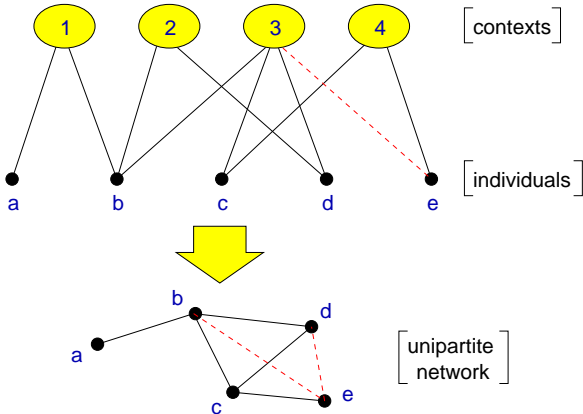 1 2 3 4 [contexts]
a b c d e [individuals]
b
d
a
c
e
[unipartite
network]